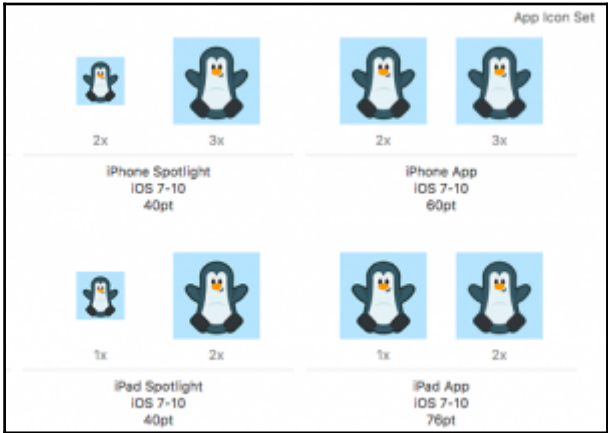 App Icon Set
2x 3x 2x 3x
iPhone Spotlight
iOS 7-10
40pt
iPhone App
iOS 7-10
60pt
1x 2x 1x 2x
iPad Spotlight
iOS 7-10
40pt
iPad App
iOS 7-10
76pt